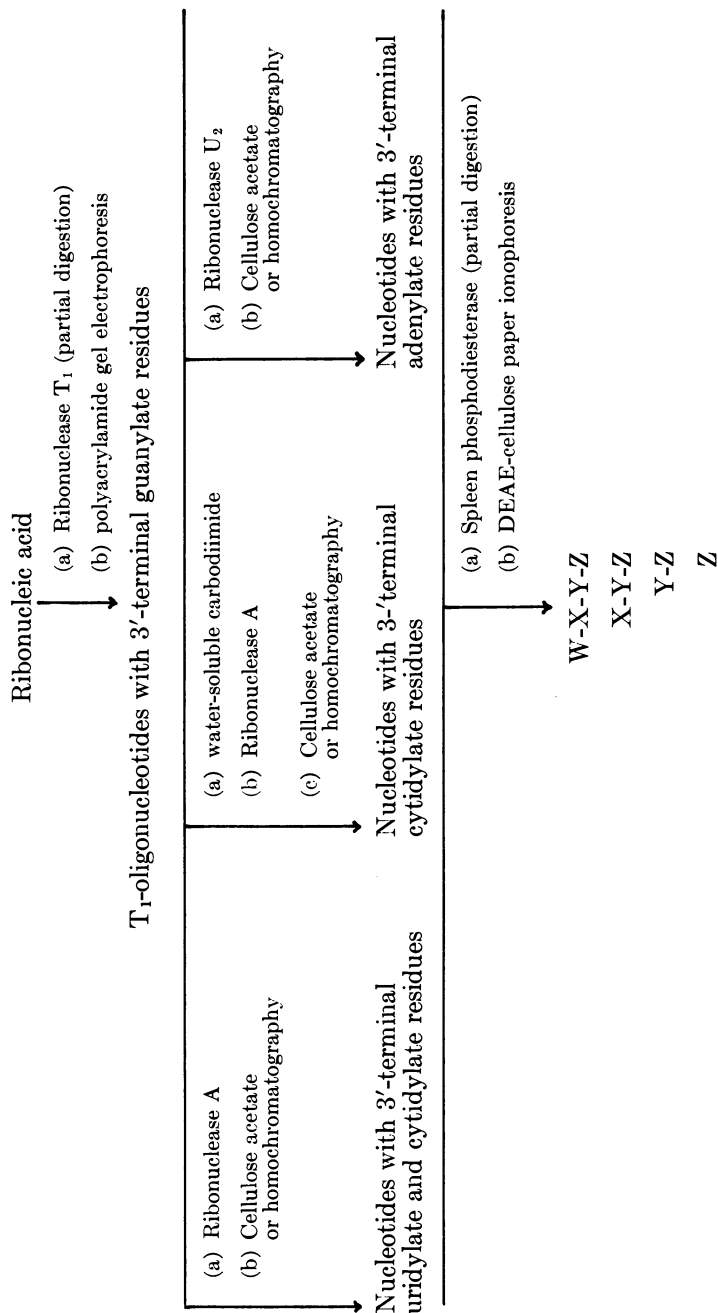 Ribonucleic acid
(a) Ribonuclease T₁ (partial digestion)
(b) polyacrylamide gel electrophoresis
T₁-oligonucleotides with 3′-terminal guanylate residues
(a) Ribonuclease A
(b) Cellulose acetate
or homochromatography
Nucleotides with 3′-terminal
uridylate and cytidylate residues
(a) water-soluble carbodiimide
(b) Ribonuclease A
(c) Cellulose acetate
or homochromatography
Nucleotides with 3-′terminal
cytidylate residues
(a) Ribonuclease U₂
(b) Cellulose acetate
or homochromatography
Nucleotides with 3′-terminal
adenylate residues
(a) Spleen phosphodiesterase (partial digestion)
(b) DEAE-cellulose paper ionophoresis
W-X-Y-Z
X-Y-Z
Y-Z
Z